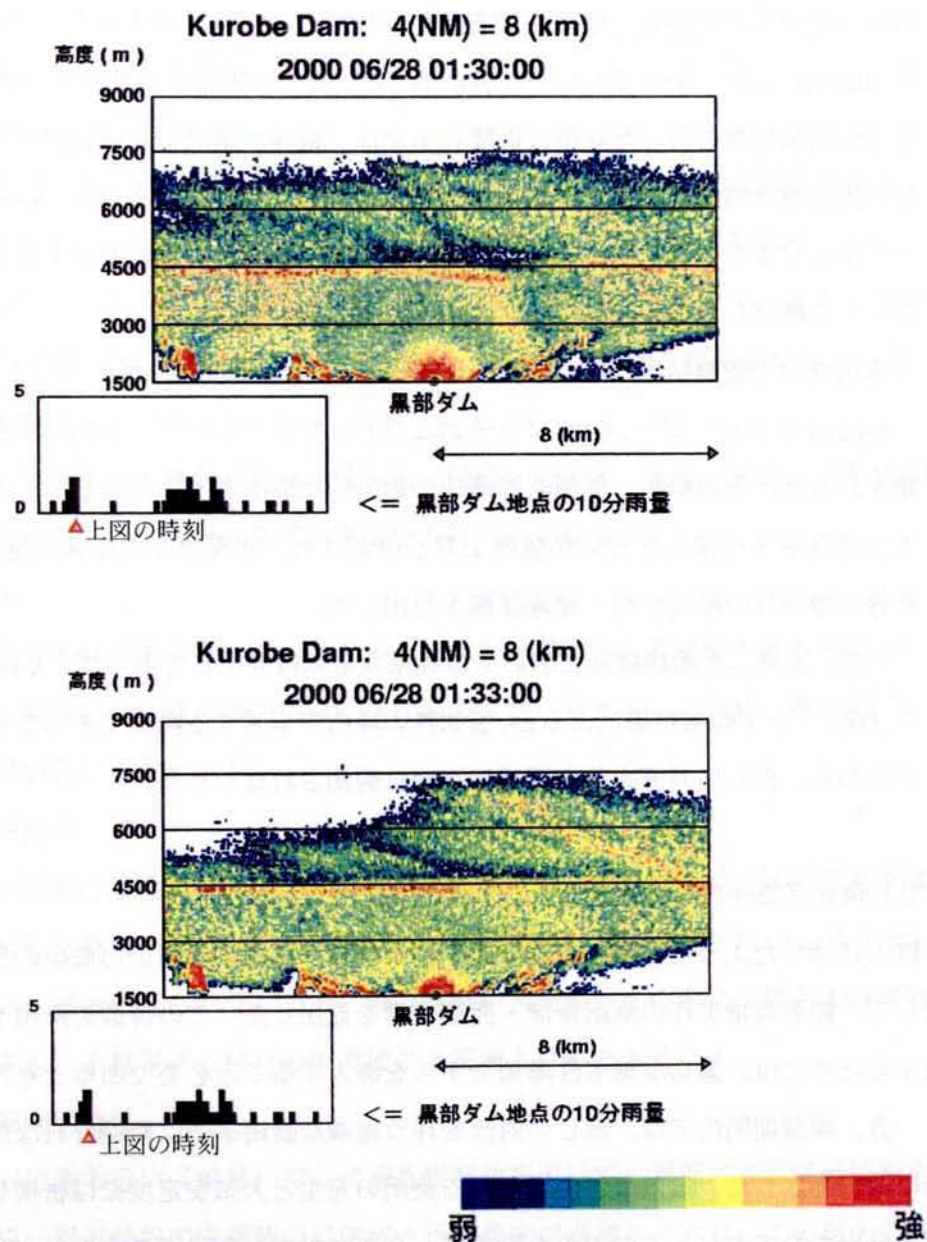 Kurobe Dam: 4(NM) = 8 (km)
高度 ( m )
2000 06/28 01:30:00
9000
7500
6000
4500
3000
1500
黒部ダム
8 (km)
5
0
<= 黒部ダム地点の10分雨量
上図の時刻
Kurobe Dam: 4(NM) = 8 (km)
高度 ( m )
2000 06/28 01:33:00
9000
7500
6000
4500
3000
1500
黒部ダム
8 (km)
5
0
<= 黒部ダム地点の10分雨量
上図の時刻
弱 強